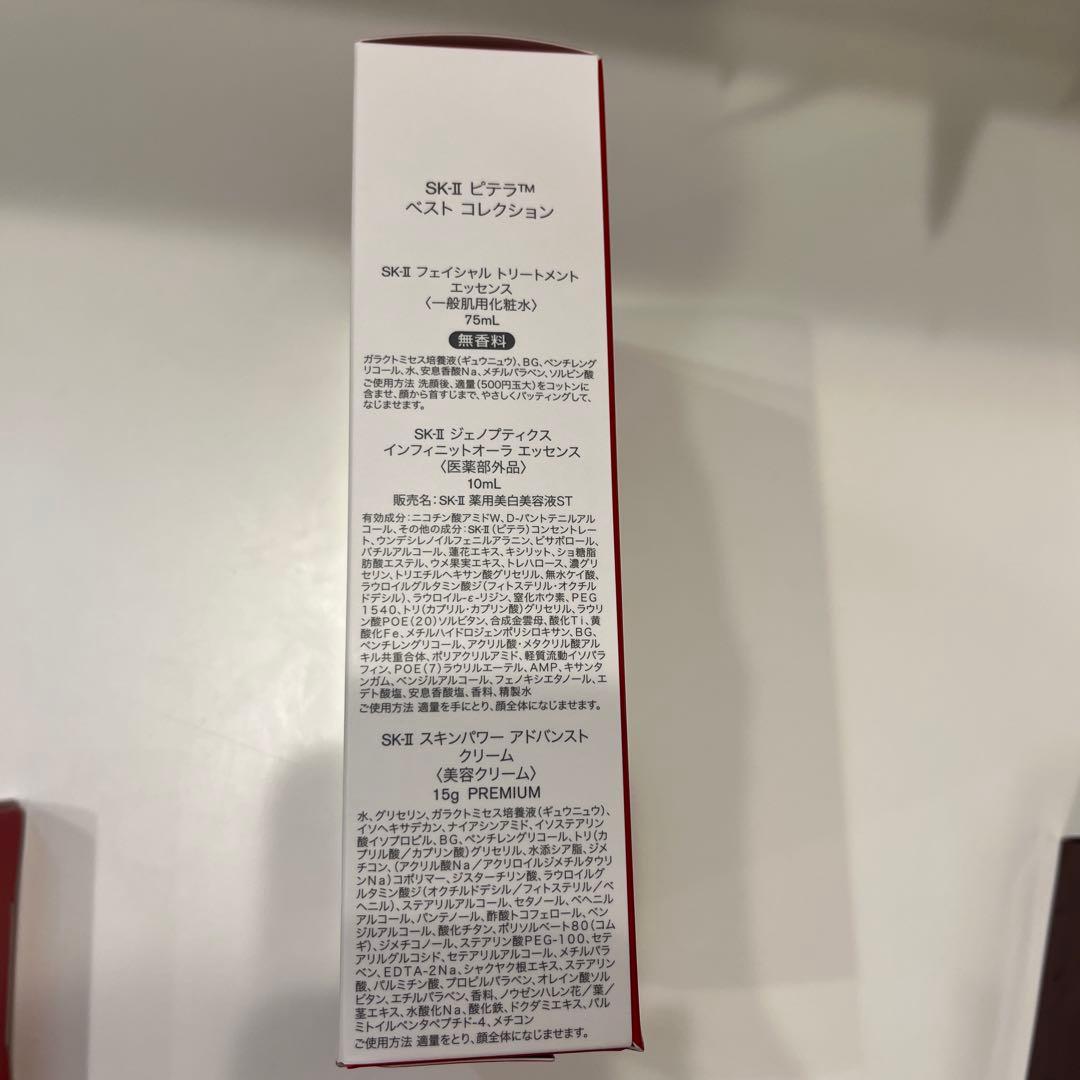 SK-II ピテラ™
ベスト コレクション
SK-II フェイシャル トリートメント
エッセンス
〈一般肌用化粧水〉
75mL
無香料
ガラクトミセス培養液(ギュウニュウ)、BG、ペンチレング
リコール、水、安息香酸Na、メチルパラベン、ソルビン酸
ご使用方法 洗顔後、適量(500円玉大)をコットンに
含ませ、顔から首すじまで、やさしくパッティングして、
なじませます。
SK-II ジェノプティクス
インフィニットオーラ エッセンス
〈医薬部外品〉
10mL
販売名:SK-II 薬用美白美容液ST
有効成分:ニコチン酸アミドW、D-パントテニルアル
コール、その他の成分:SK-II(ピテラ)コンセントレー
ト、ウンデシレノイルフェニルアラニン、ビサボロール、
バチルアルコール、蓮花エキス、キシリット、ショ糖脂
肪酸エステル、ウメ果実エキス、トレハロース、濃グリ
セリン、トリエチルヘキサン酸グリセリル、無水ケイ酸、
ラウロイルグルタミン酸ジ(フィトステリル・オクチル
ドデシル)、ラウロイル-ε-リジン、窒化ホウ素、PEG
1540、トリ(カプリル・カプリン酸)グリセリル、ラウリ
ン酸POE(20)ソルビタン、合成金雲母、酸化Ti、黄
酸化Fe、メチルハイドロジェンポリシロキサン、BG、
ペンチレングリコール、アクリル酸・メタクリル酸アル
キル共重合体、ポリアクリルアミド、軽質流動イソパラ
フィン、POE(7)ラウリルエーテル、AMP、キサンタ
ンガム、ベンジルアルコール、フェノキシエタノール、エ
デト酸塩、安息香酸塩、香料、精製水
ご使用方法 適量を手にとり、顔全体になじませます。
SK-II スキンパワー アドバンスト
クリーム
〈美容クリーム〉
15g PREMIUM
水、グリセリン、ガラクトミセス培養液(ギュウニュウ)、
イソヘキサデカン、ナイアシンアミド、イソステアリン
酸イソプロピル、BG、ペンチレングリコール、トリ(カ
プリル酸/カプリン酸)グリセリル、水添シア脂、ジメ
チコン、(アクリル酸Na/アクリロイルジメチルタウリ
ンNa)コポリマー、ジスターチリン酸、ラウロイルグ
ルタミン酸ジ(オクチルドデシル/フィトステリル/ベ
ヘニル)、ステアリルアルコール、セタノール、ベヘニル
アルコール、パンテノール、酢酸トコフェロール、ベン
ジルアルコール、酸化チタン、ポリソルベート80(コム
ギ)、ジメチコノール、ステアリン酸PEG-100、セテ
アリルグルコシド、セテアリルアルコール、メチルパラ
ベン、EDTA-2Na、シャクヤク根エキス、ステアリン
酸、パルミチン酸、プロピルパラベン、オレイン酸ソル
ビタン、エチルパラベン、香料、ノウゼンハレン花/葉/
茎エキス、水酸化Na、酸化鉄、ドクダミエキス、パル
ミトイルペンタペプチド-4、メチコン
ご使用方法 適量をとり、顔全体になじませます。